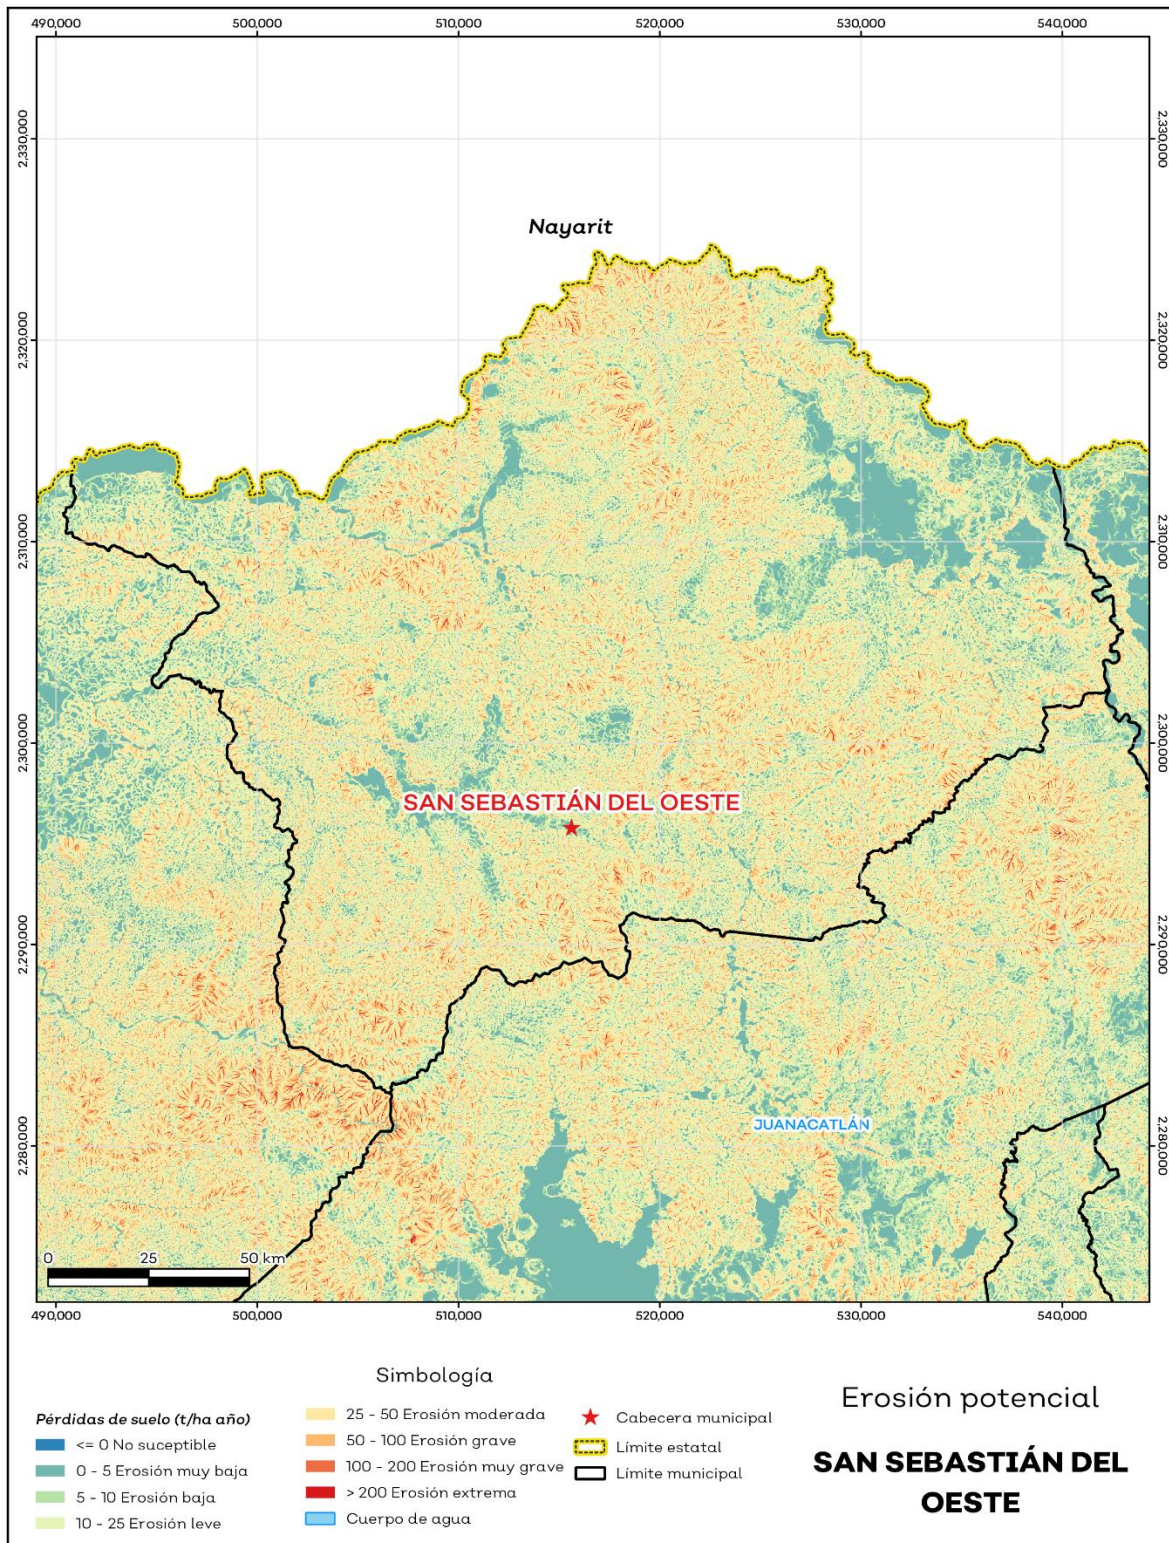 490,000 500,000 510,000 520,000 530,000 540,000
2,330,000 2,330,000
Nayarit
2,320,000 2,320,000
2,310,000 2,310,000
2,300,000 2,300,000
SAN SEBASTIÁN DEL OESTE
2,290,000 2,290,000
JUANACATLÁN
2,280,000 2,280,000
0 25 50 km
490,000 500,000 510,000 520,000 530,000 540,000
Simbología
Pérdidas de suelo (t/ha año)
<= 0 No suceptible
0 - 5 Erosión muy baja
5 - 10 Erosión baja
10 - 25 Erosión leve
25 - 50 Erosión moderada
50 - 100 Erosión grave
100 - 200 Erosión muy grave
> 200 Erosión extrema
Cuerpo de agua
Cabecera municipal
Límite estatal
Límite municipal
Erosión potencial
SAN SEBASTIÁN DEL
OESTE